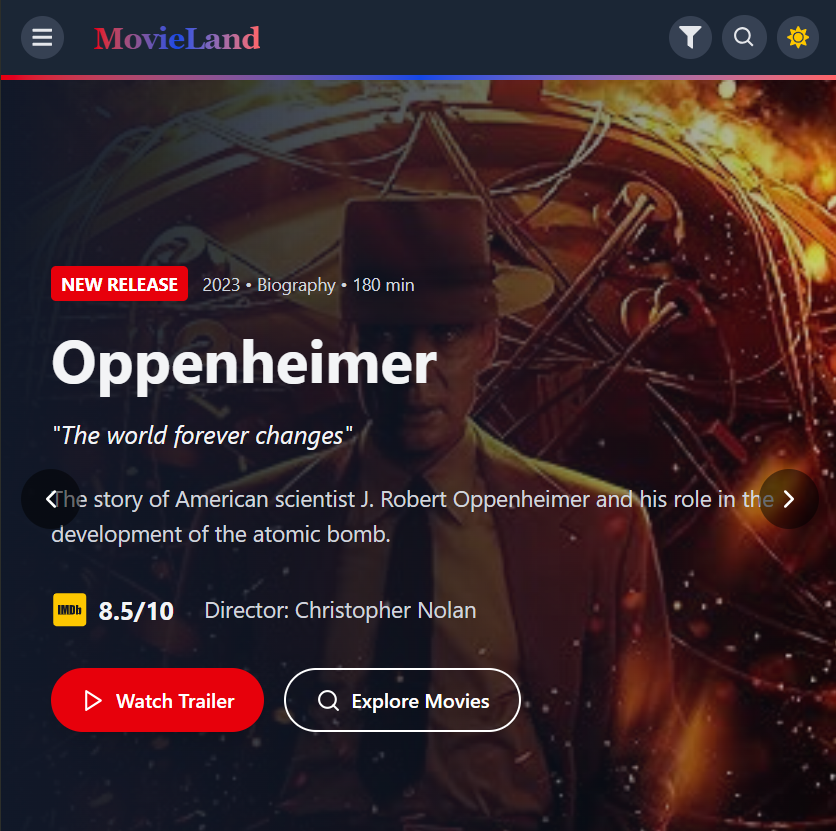 MovieLand
NEW RELEASE 2023 • Biography • 180 min
Oppenheimer
"The world forever changes"
The story of American scientist J. Robert Oppenheimer and his role in the
development of the atomic bomb.
IMDb 8.5/10 Director: Christopher Nolan
Watch Trailer Explore Movies